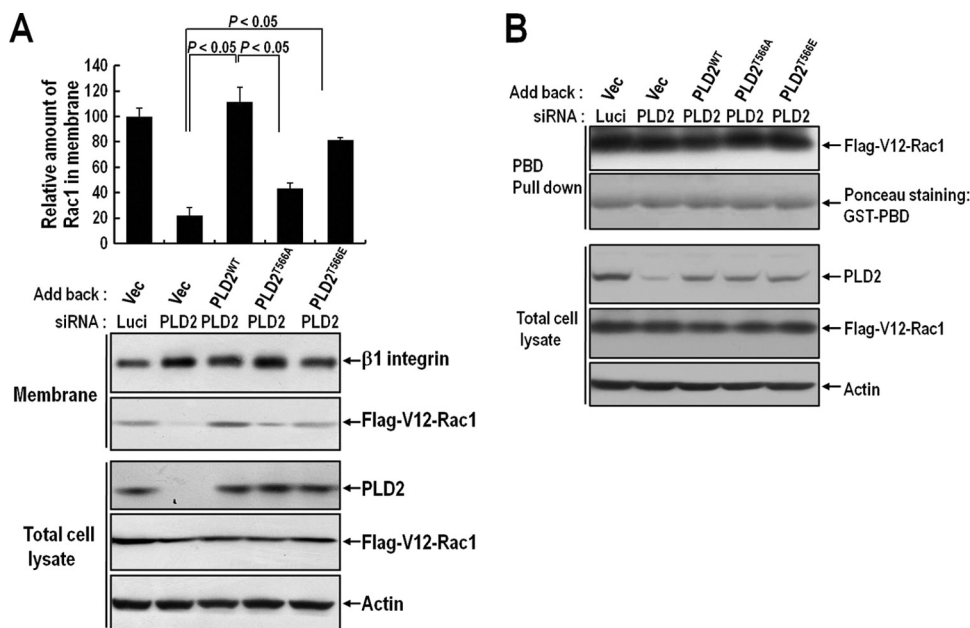 A
P < 0.05
P < 0.05 P < 0.05
Relative amount of
Rac1 in membrane
140
120
100
80
60
40
20
0
Add back : Vec Vec PLD2WT PLD2T566A PLD2T566E
siRNA : Luci PLD2 PLD2 PLD2 PLD2
Membrane
β1 integrin
Flag-V12-Rac1
Total cell
lysate
PLD2
Flag-V12-Rac1
Actin
B
Add back : Vec Vec PLD2WT PLD2T566A PLD2T566E
siRNA : Luci PLD2 PLD2 PLD2 PLD2
PBD
Pull down
Flag-V12-Rac1
Ponceau staining:
GST-PBD
Total cell
lysate
PLD2
Flag-V12-Rac1
Actin